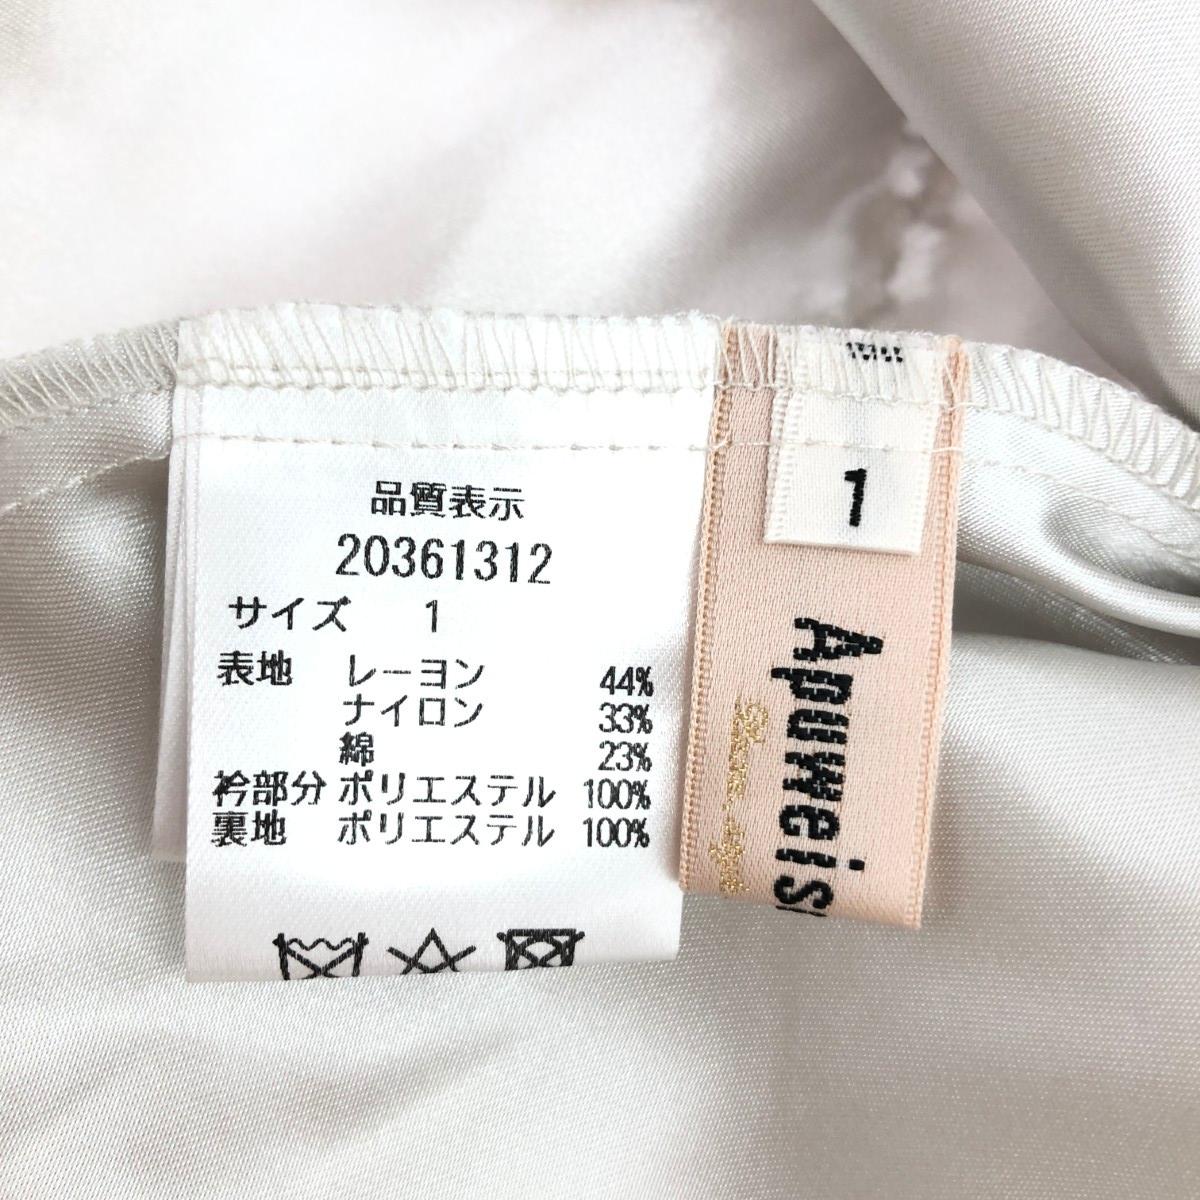 品質表示
20361312
サイズ 1
表地 レーヨン 44%
ナイロン 33%
綿 23%
衿部分 ポリエステル 100%
裏地 ポリエステル 100%
1
Apuweis